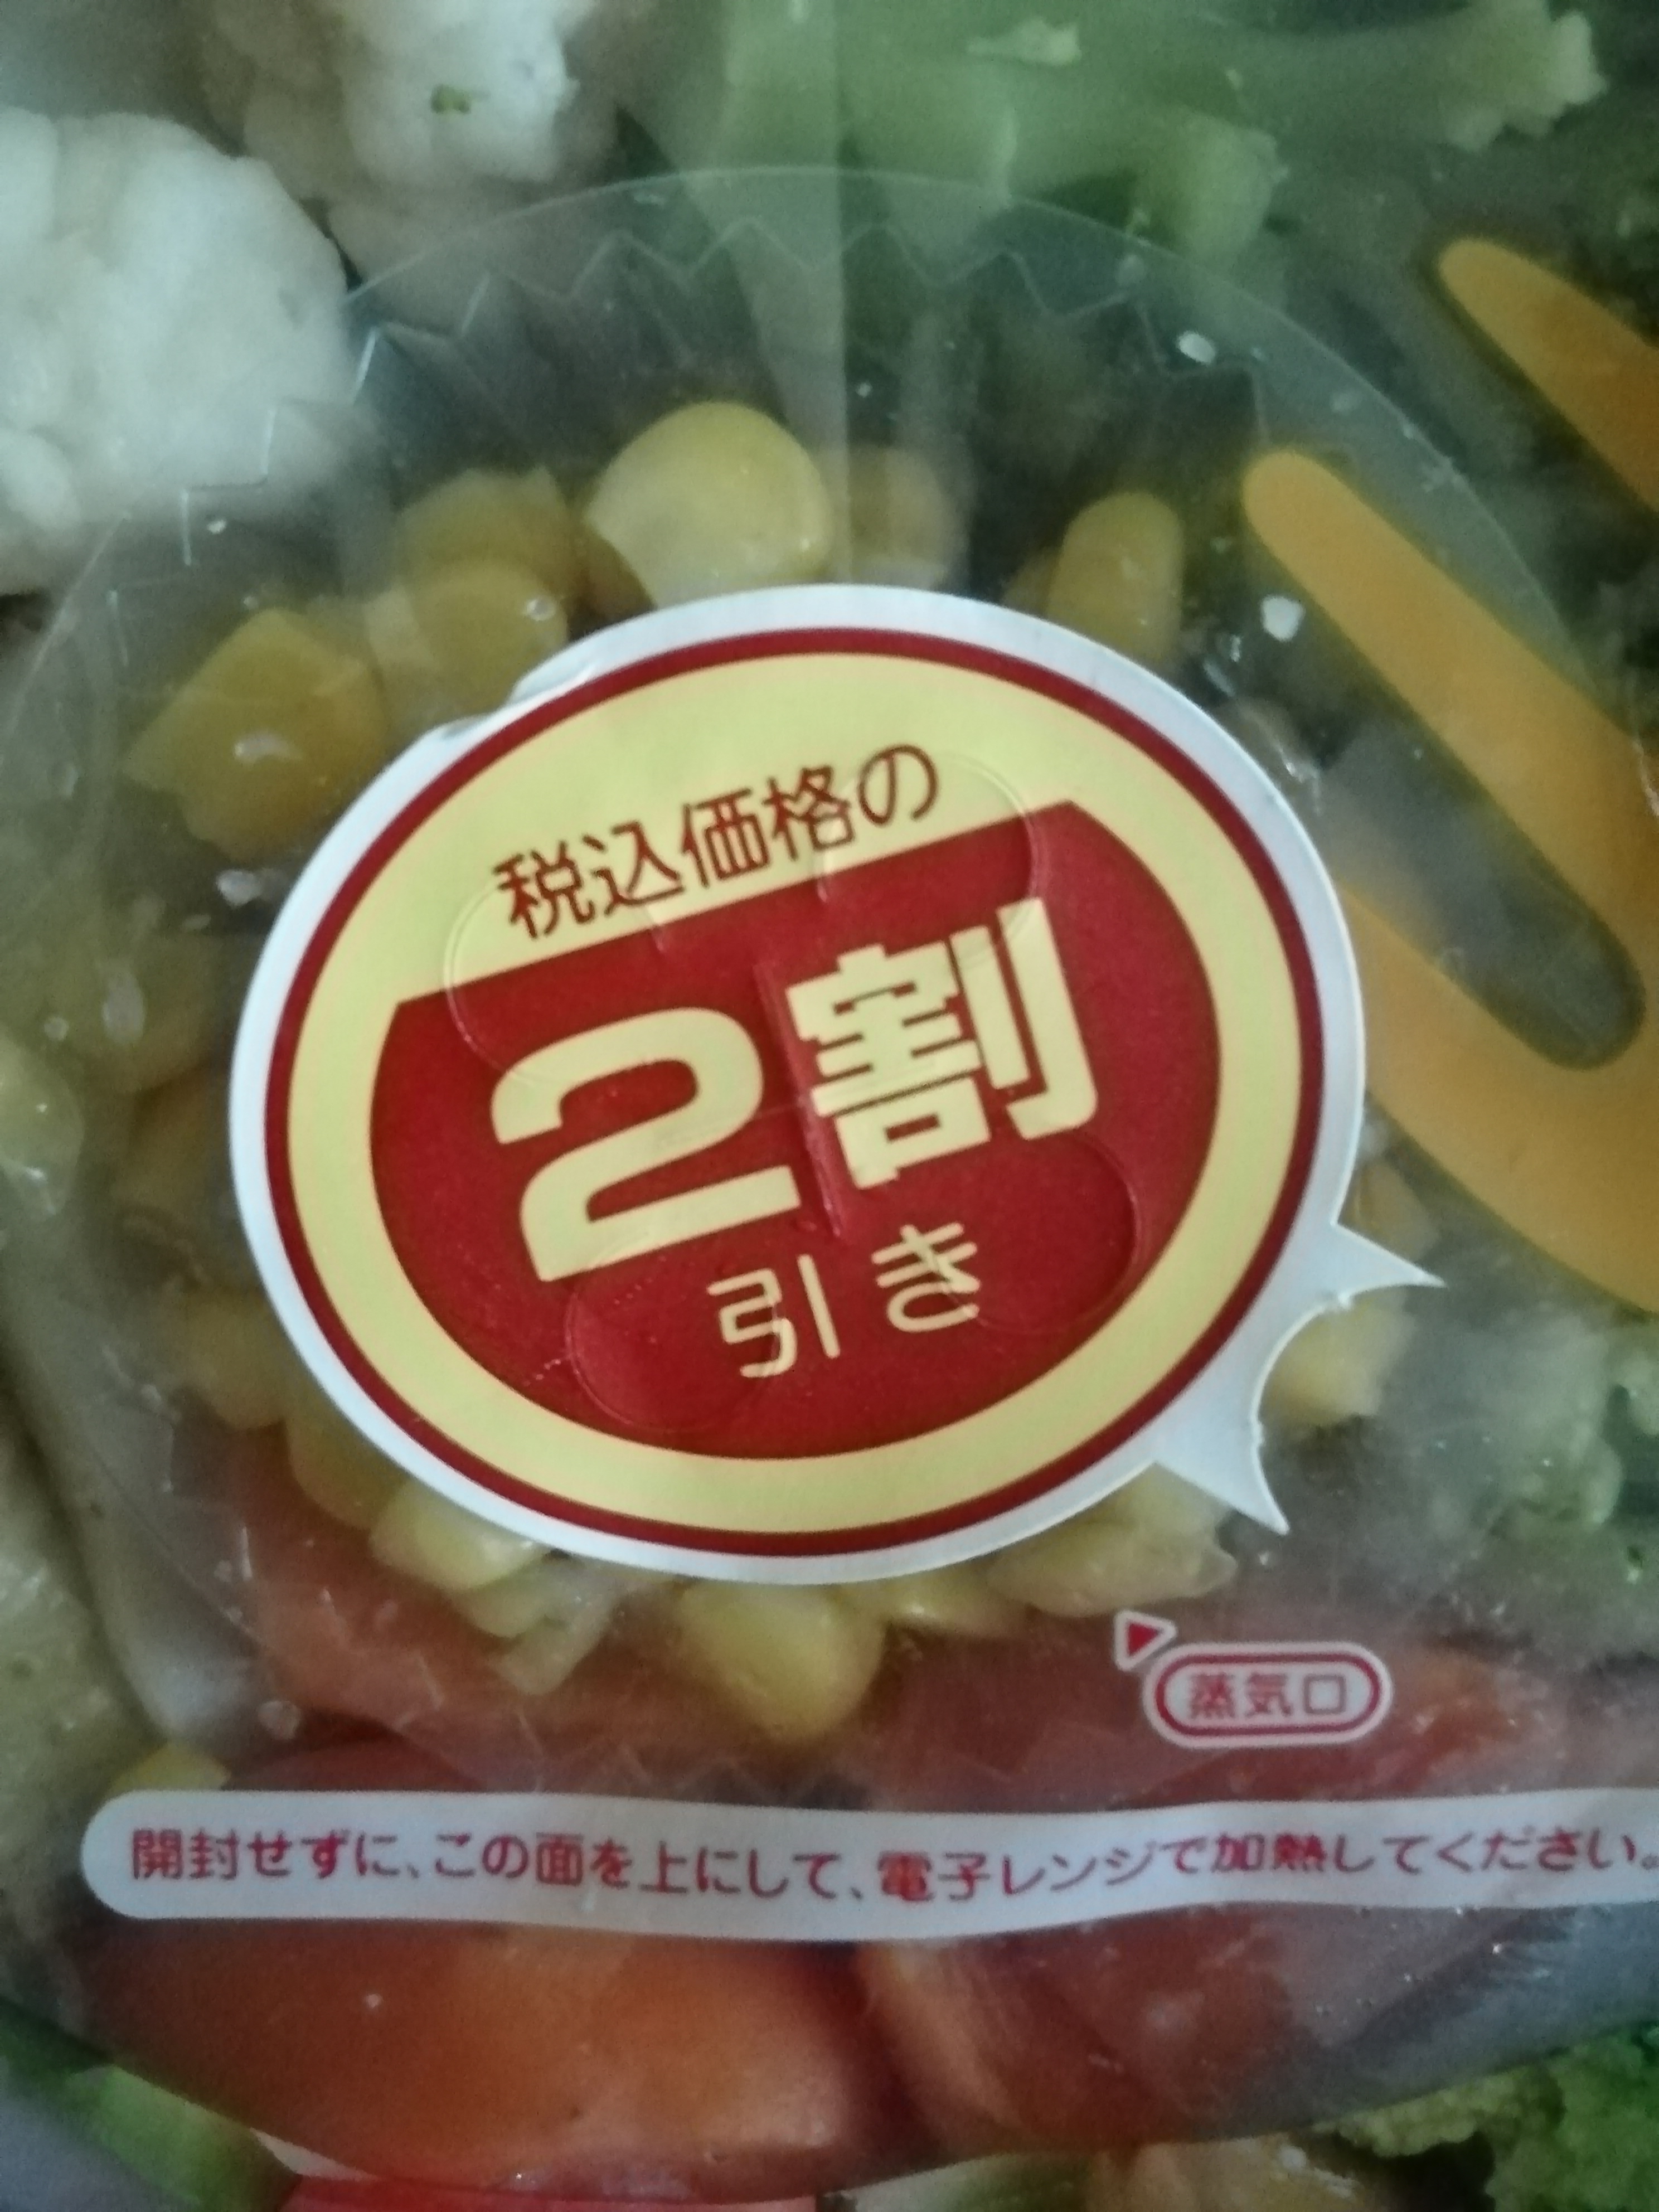 税込価格の
2割
引き
蒸気口
開封せずに、この面を上にして、電子レンジで加熱してください。